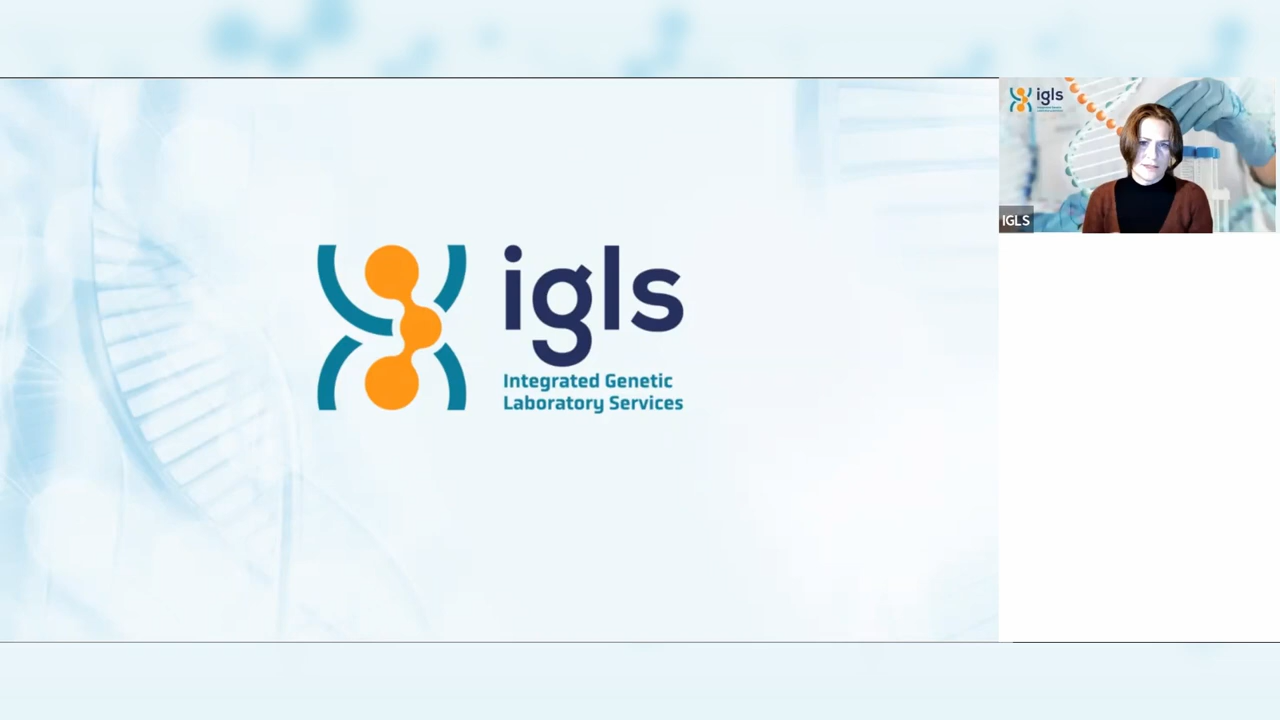 igls
Integrated Genetic
Laboratory Services
igls
IGLS